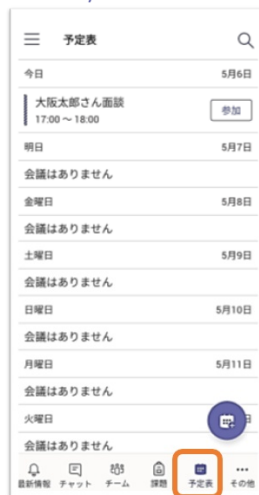 予定表
今日 5月6日
大阪太郎さん面談
17:00 ～ 18:00
参加
明日 5月7日
会議はありません
金曜日 5月8日
会議はありません
土曜日 5月9日
会議はありません
日曜日 5月10日
会議はありません
月曜日 5月11日
会議はありません
火曜日
会議はありません
最新情報 チャット チーム 課題 予定表 その他